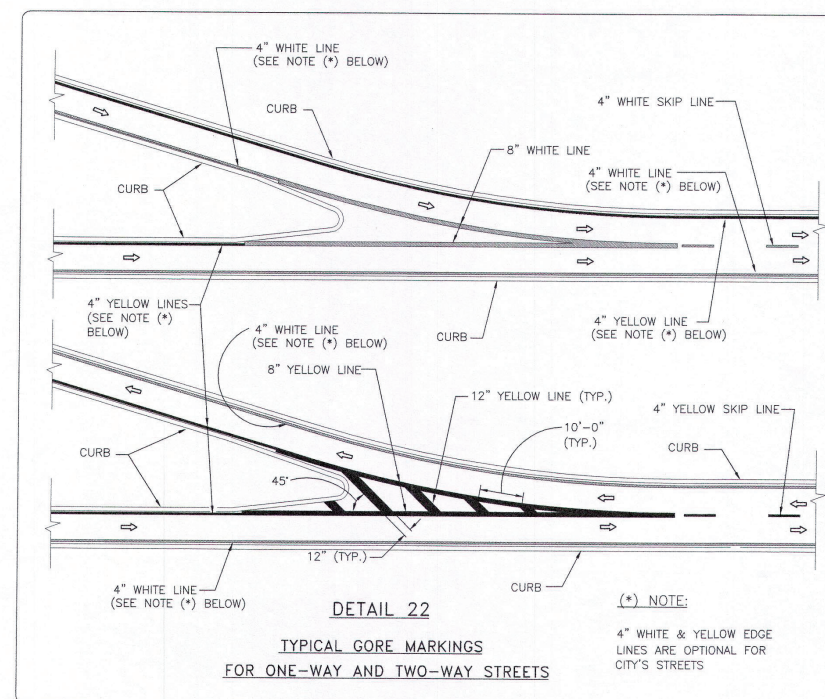 4" WHITE LINE
(SEE NOTE (*) BELOW)
CURB
4" WHITE SKIP LINE
8" WHITE LINE
4" WHITE LINE
(SEE NOTE (*) BELOW)
CURB
4" YELLOW LINES
(SEE NOTE (*)
BELOW)
4" WHITE LINE
(SEE NOTE (*) BELOW)
CURB
4" YELLOW LINE
(SEE NOTE (*) BELOW)
8" YELLOW LINE
12" YELLOW LINE (TYP.)
4" YELLOW SKIP LINE
10'-0"
(TYP.)
CURB
CURB
45°
12" (TYP.)
4" WHITE LINE
(SEE NOTE (*) BELOW)
CURB
DETAIL 22
TYPICAL GORE MARKINGS
FOR ONE-WAY AND TWO-WAY STREETS
(*) NOTE:
4" WHITE & YELLOW EDGE
LINES ARE OPTIONAL FOR
CITY'S STREETS